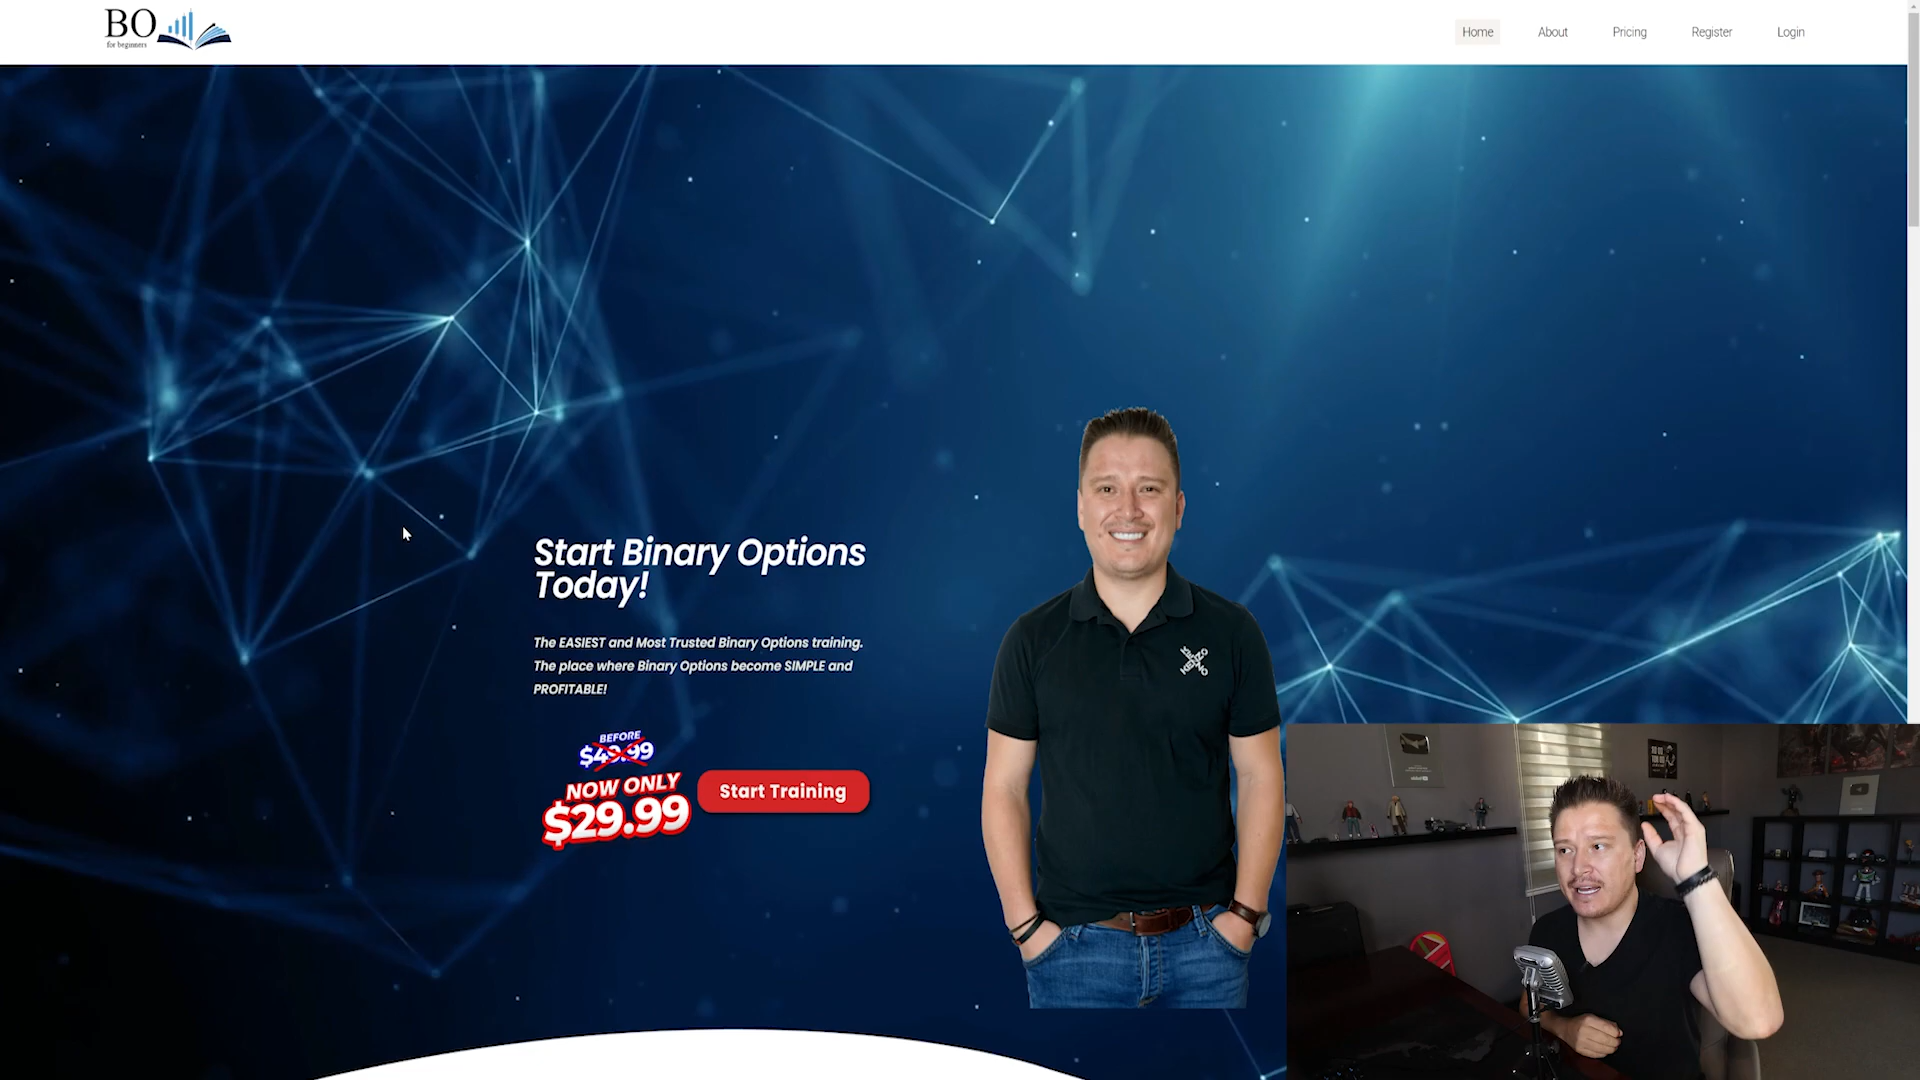 BO
for beginners
Home
About
Pricing
Register
Login
Start Binary Options
Today!
The EASIEST and Most Trusted Binary Options training.
The place where Binary Options become SIMPLE and
PROFITABLE!
BEFORE
$49.99
NOW ONLY
$29.99
Start Training
KENZO
KENZO